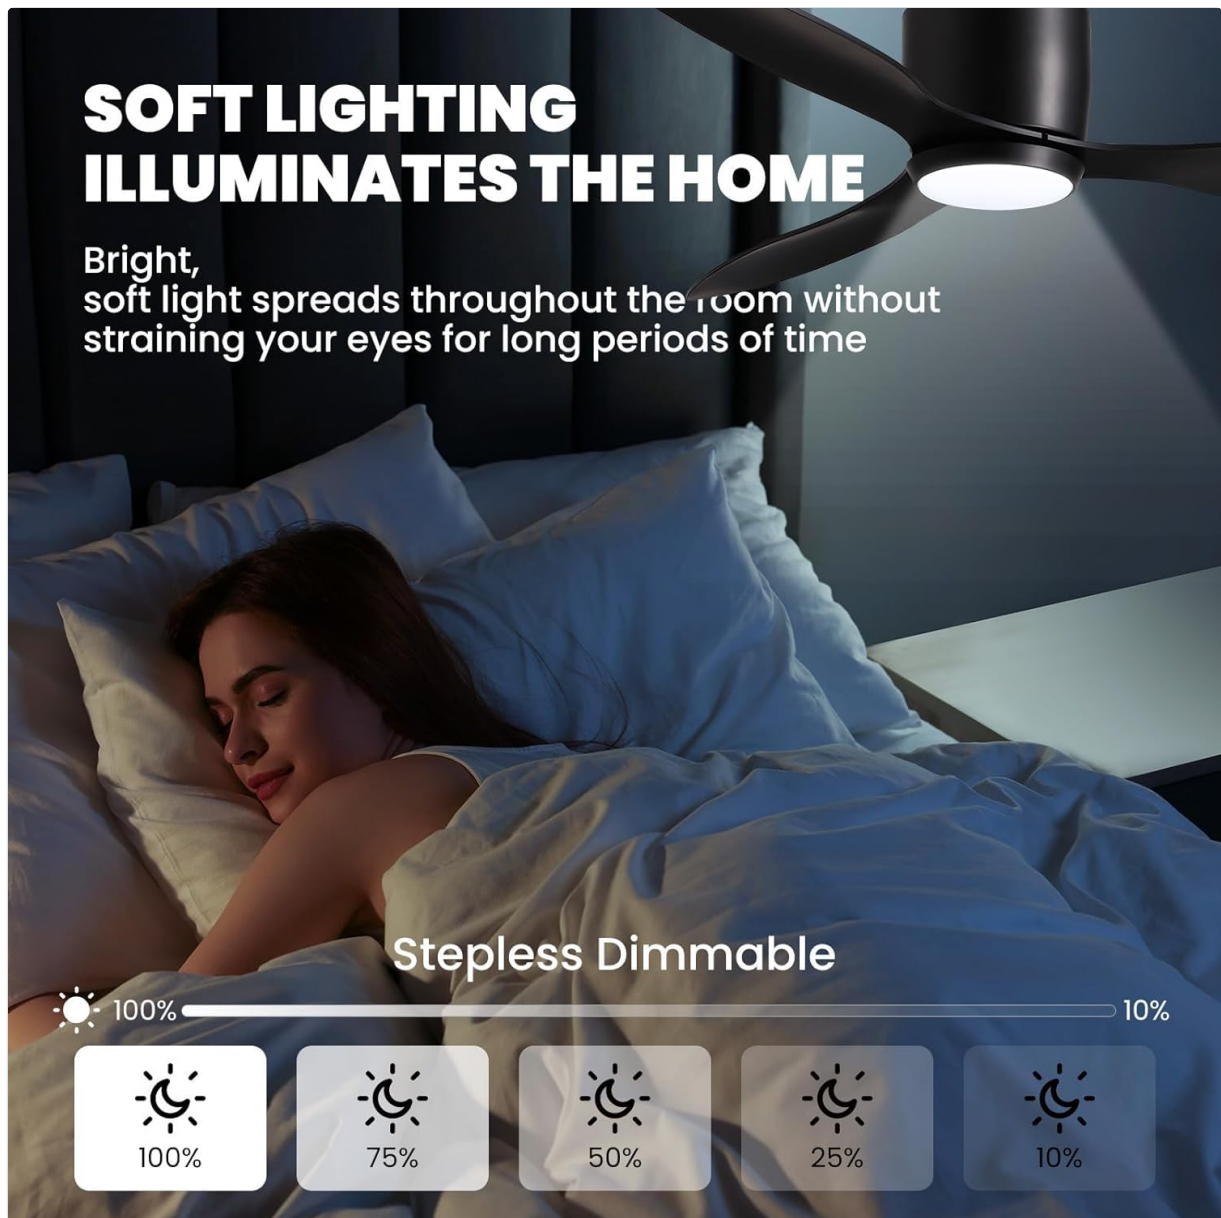 SOFT LIGHTING
ILLUMINATES THE HOME
Bright,
soft light spreads throughout the room without
straining your eyes for long periods of time
Stepless Dimmable
100% 10%
100% 75% 50% 25% 10%